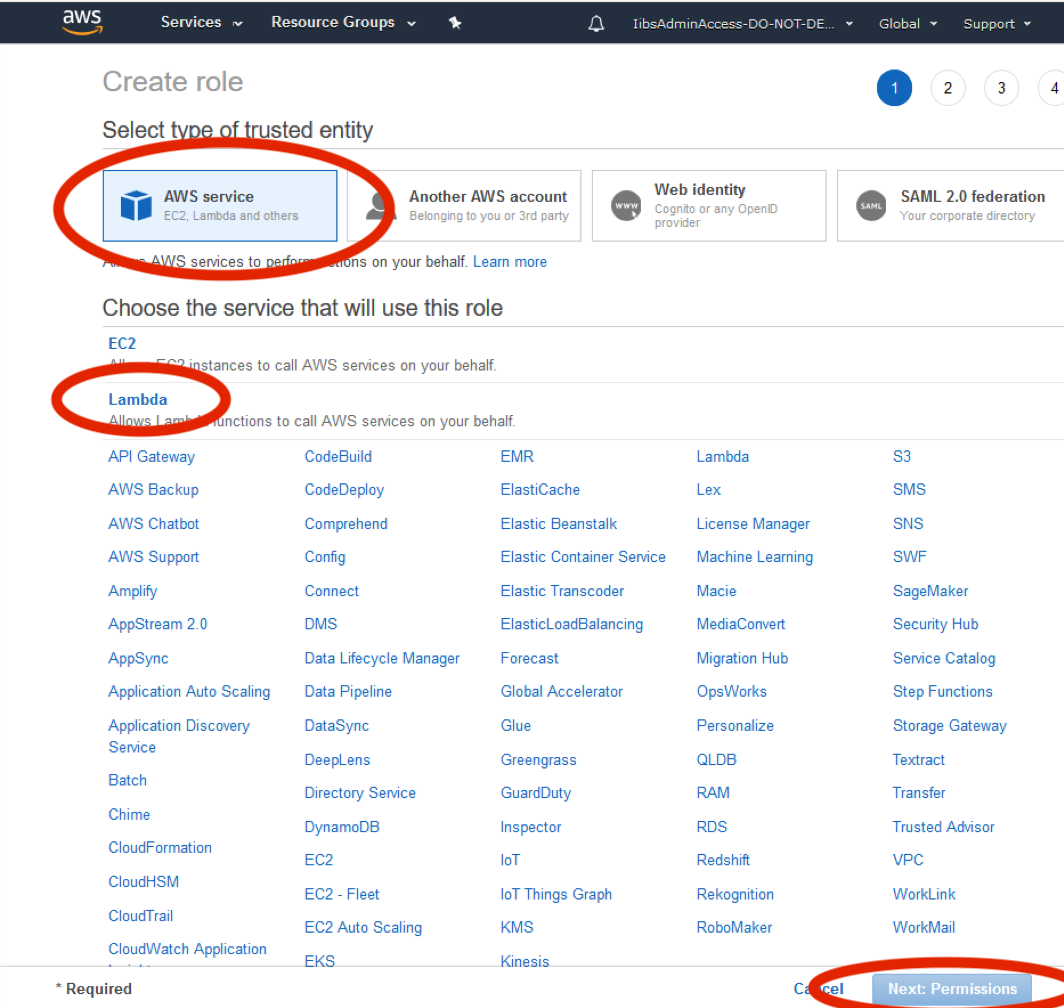 aws Services Resource Groups IibsAdminAccess-DO-NOT-DE... Global Support
Create role
1 2 3 4
Select type of trusted entity
AWS service
EC2, Lambda and others
Another AWS account
Belonging to you or 3rd party
www
Web identity
Cognito or any OpenID
provider
SAML
SAML 2.0 federation
Your corporate directory
AWS services to perform on your behalf. Learn more
Choose the service that will use this role
EC2
EC2 instances to call AWS services on your behalf.
Lambda
Allows Lambda functions to call AWS services on your behalf.
API Gateway CodeBuild EMR Lambda S3
AWS Backup CodeDeploy ElastiCache Lex SMS
AWS Chatbot Comprehend Elastic Beanstalk License Manager SNS
AWS Support Config Elastic Container Service Machine Learning SWF
Amplify Connect Elastic Transcoder Macie SageMaker
AppStream 2.0 DMS ElasticLoadBalancing MediaConvert Security Hub
AppSync Data Lifecycle Manager Forecast Migration Hub Service Catalog
Application Auto Scaling Data Pipeline Global Accelerator OpsWorks Step Functions
Application Discovery DataSync Glue Personalize Storage Gateway
Service
DeepLens Greengrass QLDB Textract
Batch
Directory Service GuardDuty RAM Transfer
Chime
DynamoDB Inspector RDS Trusted Advisor
CloudFormation
EC2 IoT Redshift VPC
CloudHSM
EC2 - Fleet IoT Things Graph Rekognition WorkLink
CloudTrail
EC2 Auto Scaling KMS RoboMaker WorkMail
CloudWatch Application
EKS Kinesis
* Required Cancel Next: Permissions